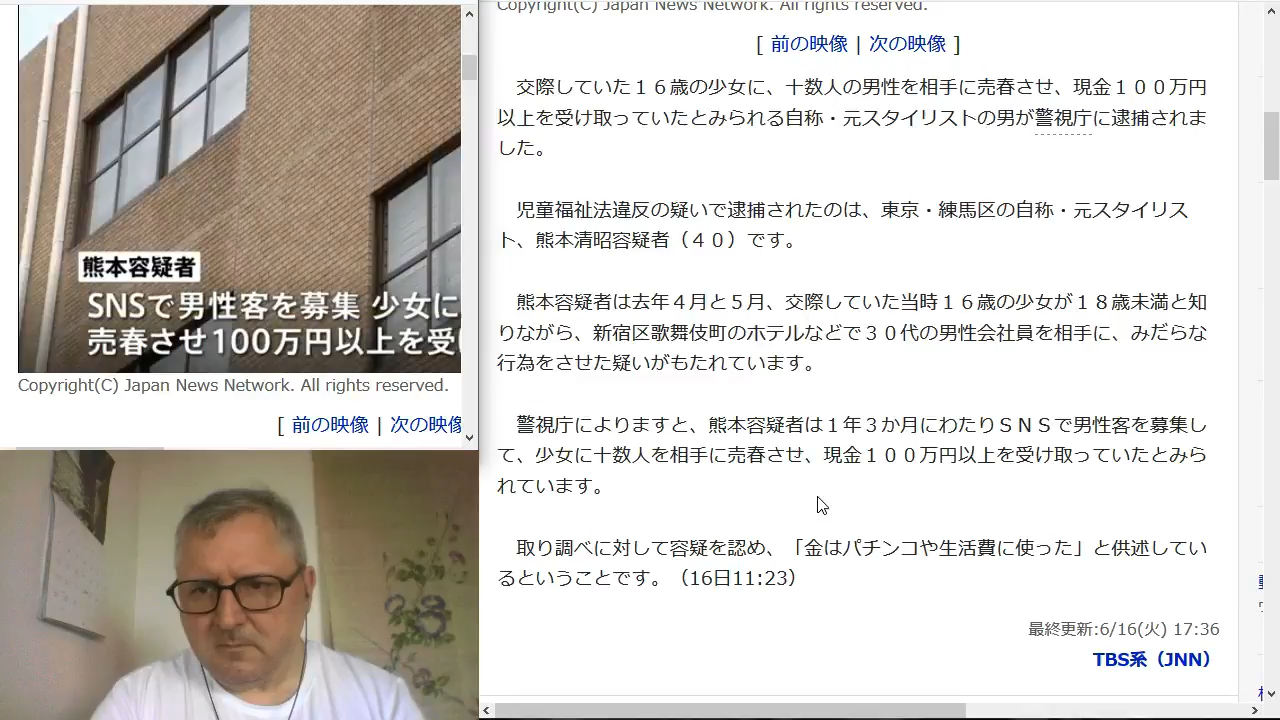 熊本容疑者
SNSで男性客を募集 少女に
売春させ100万円以上を受
Copyright(C) Japan News Network. All rights reserved.
[ 前の映像 | 次の映像
Copyright(C) Japan News Network. All rights reserved.
[ 前の映像 | 次の映像 ]
交際していた１６歳の少女に、十数人の男性を相手に売春させ、現金１００万円
以上を受け取っていたとみられる自称・元スタイリストの男が警視庁に逮捕されま
した。
児童福祉法違反の疑いで逮捕されたのは、東京・練馬区の自称・元スタイリス
ト、熊本清昭容疑者（４０）です。
熊本容疑者は去年４月と５月、交際していた当時１６歳の少女が１８歳未満と知
りながら、新宿区歌舞伎町のホテルなどで３０代の男性会社員を相手に、みだらな
行為をさせた疑いがもたれています。
警視庁によりますと、熊本容疑者は１年３か月にわたりＳＮＳで男性客を募集し
て、少女に十数人を相手に売春させ、現金１００万円以上を受け取っていたとみら
れています。
取り調べに対して容疑を認め、「金はパチンコや生活費に使った」と供述してい
るということです。（16日11:23）
最終更新:6/16(火) 17:36
TBS系（JNN）